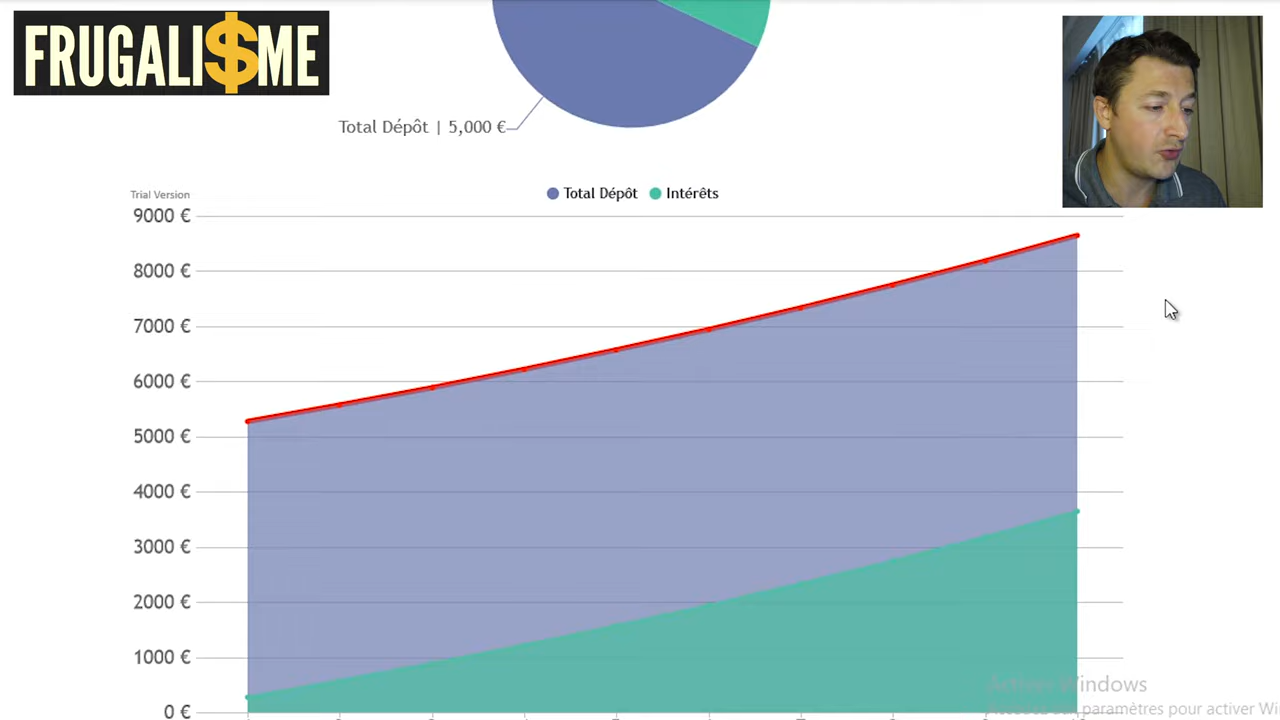 FRUGALI$ME
Total Dépôt | 5,000 €
Trial Version
Total Dépôt
Intérêts
9000 €
8000 €
7000 €
6000 €
5000 €
4000 €
3000 €
2000 €
1000 €
0 €
Windows
paramètres pour activer Wi